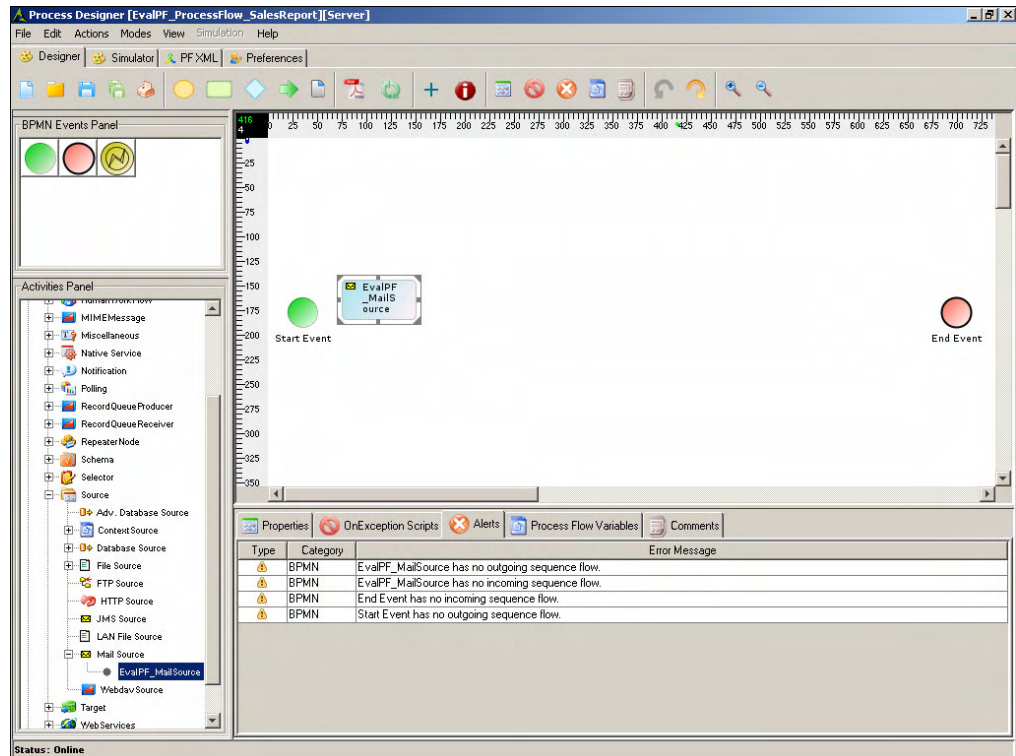 Process Designer [EvalPF_ProcessFlow_SalesReport][Server]
File Edit Actions Modes View Simulation Help
Designer Simulator PF XML Preferences
BPMN Events Panel
416
4
0 25 50 75 100 125 150 175 200 225 250 275 300 325 350 375 400 425 450 475 500 525 550 575 600 625 650 675 700 725
25
50
75
100
125
150
175
200
225
250
275
300
325
350
EvalPF
_MailS
ource
Start Event
End Event
Activities Panel
HumanWorkFlow
MIMEMessage
Miscellaneous
Native Service
Notification
Polling
RecordQueueProducer
RecordQueueReceiver
RepeaterNode
Schema
Selector
Source
Adv. Database Source
ContextSource
Database Source
File Source
FTP Source
HTTP Source
JMS Source
LAN File Source
Mail Source
EvalPF_MailSource
WebdavSource
Target
WebServices
Properties OnException Scripts Alerts Process Flow Variables Comments
Type Category Error Message
BPMN EvalPF_MailSource has no outgoing sequence flow.
BPMN EvalPF_MailSource has no incoming sequence flow.
BPMN End Event has no incoming sequence flow.
BPMN Start Event has no outgoing sequence flow.
Status: Online